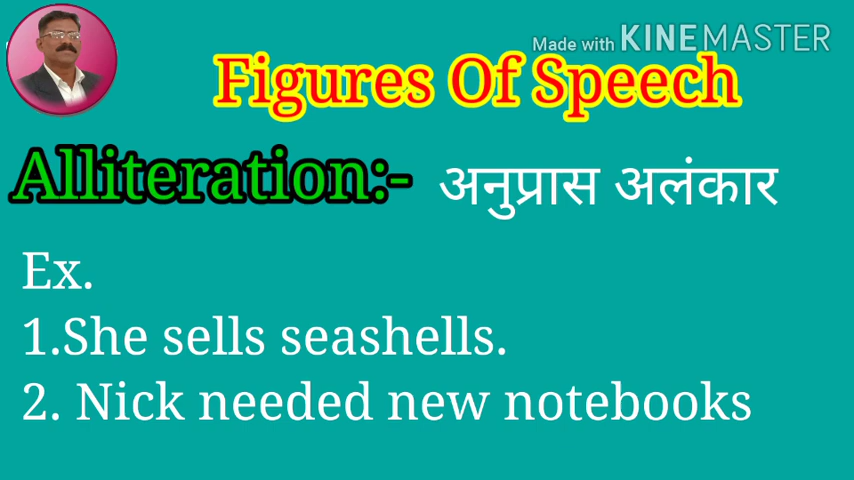 Made with KINEMASTER
Figures Of Speech
Alliteration:- अनुप्रास अलंकार
Ex.
1.She sells seashells.
2. Nick needed new notebooks